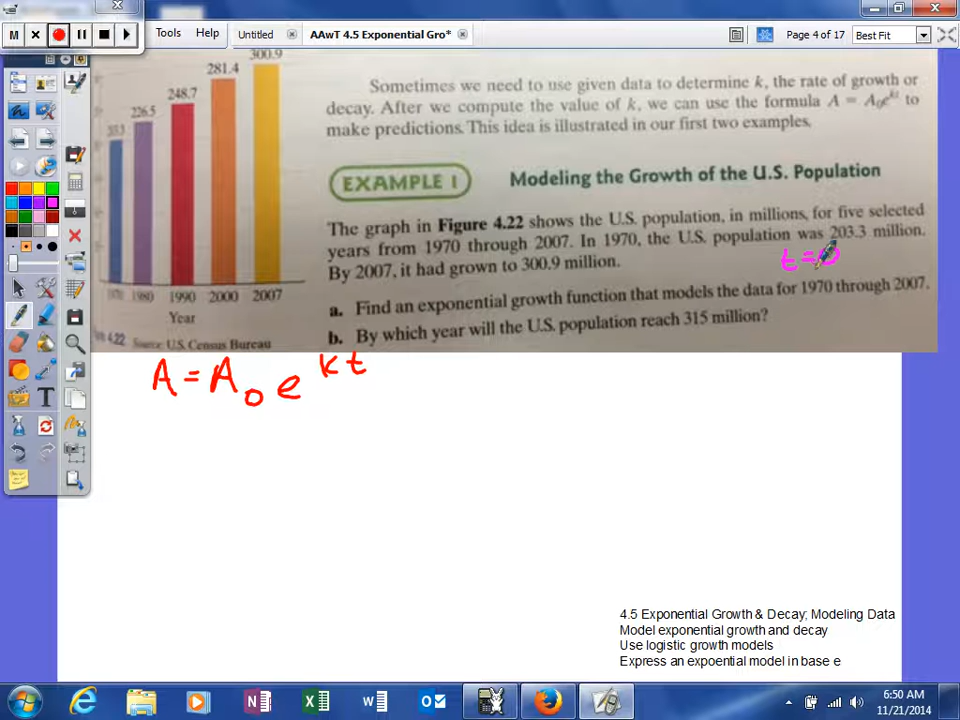 M
Tools Help Untitled AAwT 4.5 Exponential Gro* Page 4 of 17 Best Fit
300.9
281.4
248.7
226.5
203.3
1970 1980 1990 2000 2007
Year
Source: U.S. Census Bureau
Sometimes we need to use given data to determine k, the rate of growth or
decay. After we compute the value of k, we can use the formula A = A₀eᵏᵗ to
make predictions. This idea is illustrated in our first two examples.
EXAMPLE 1 Modeling the Growth of the U.S. Population
The graph in Figure 4.22 shows the U.S. population, in millions, for five selected
years from 1970 through 2007. In 1970, the U.S. population was 203.3 million.
By 2007, it had grown to 300.9 million.
t=0
a. Find an exponential growth function that models the data for 1970 through 2007.
b. By which year will the U.S. population reach 315 million?
A = A₀ e ᵏᵗ
4.5 Exponential Growth & Decay; Modeling Data
Model exponential growth and decay
Use logistic growth models
Express an expoential model in base e
6:50 AM
11/21/2014